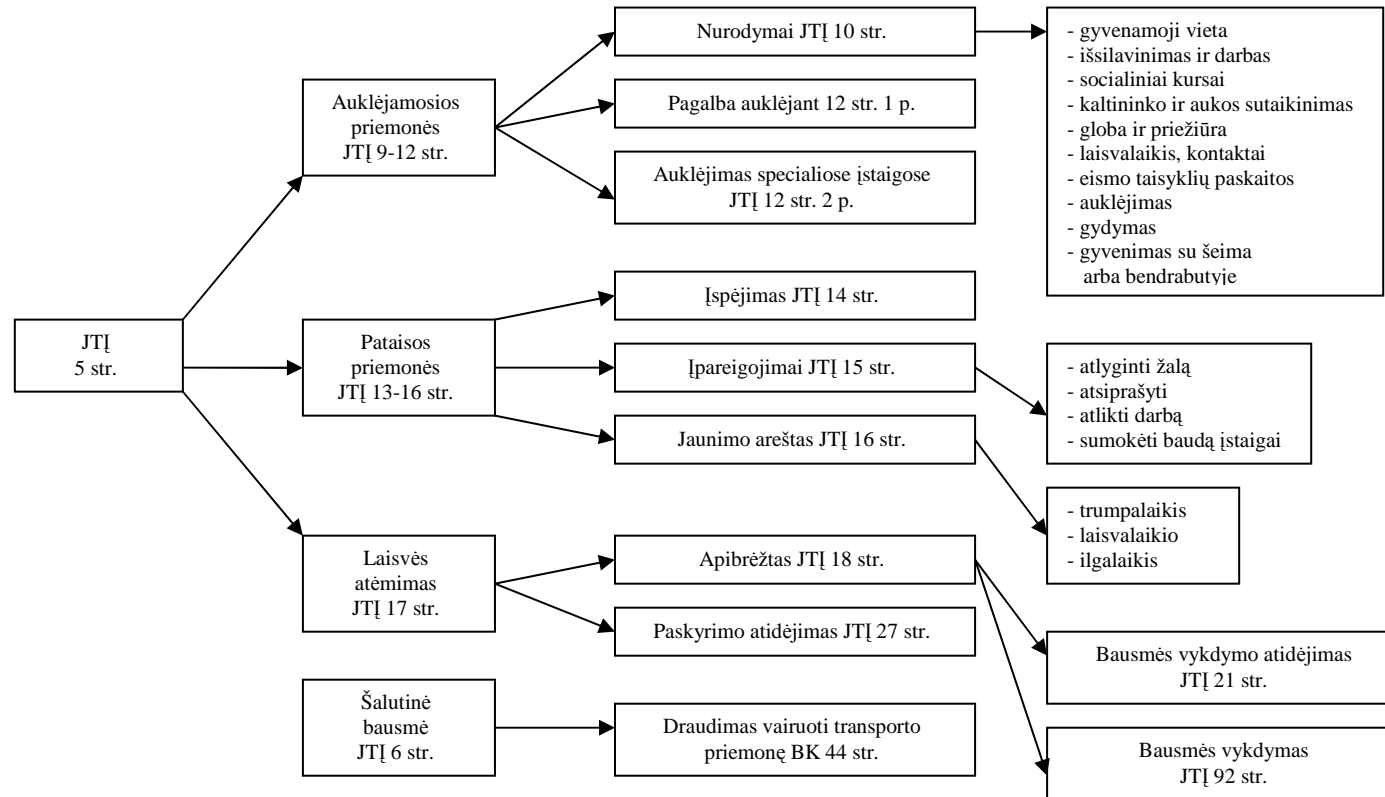 JTĮ
5 str.
Auklėjamosios
priemonės
JTĮ 9-12 str.
Nurodymai JTĮ 10 str.
- gyvenamoji vieta
- išsilavinimas ir darbas
- socialiniai kursai
- kaltininko ir aukos sutaikinimas
- globa ir priežiūra
- laisvalaikis, kontaktai
- eismo taisyklių paskaitos
- auklėjimas
- gydymas
- gyvenimas su šeima
arba bendrabutyje
Pagalba auklėjant 12 str. 1 p.
Auklėjimas specialiose įstaigose
JTĮ 12 str. 2 p.
Pataisos
priemonės
JTĮ 13-16 str.
Įspėjimas JTĮ 14 str.
Įpareigojimai JTĮ 15 str.
- atlyginti žalą
- atsiprašyti
- atlikti darbą
- sumokėti baudą įstaigai
Jaunimo areštas JTĮ 16 str.
- trumpalaikis
- laisvalaikio
- ilgalaikis
Laisvės
atėmimas
JTĮ 17 str.
Apibrėžtas JTĮ 18 str.
Bausmės vykdymo atidėjimas
JTĮ 21 str.
Bausmės vykdymas
JTĮ 92 str.
Paskyrimo atidėjimas JTĮ 27 str.
Šalutinė
bausmė
JTĮ 6 str.
Draudimas vairuoti transporto
priemonę BK 44 str.